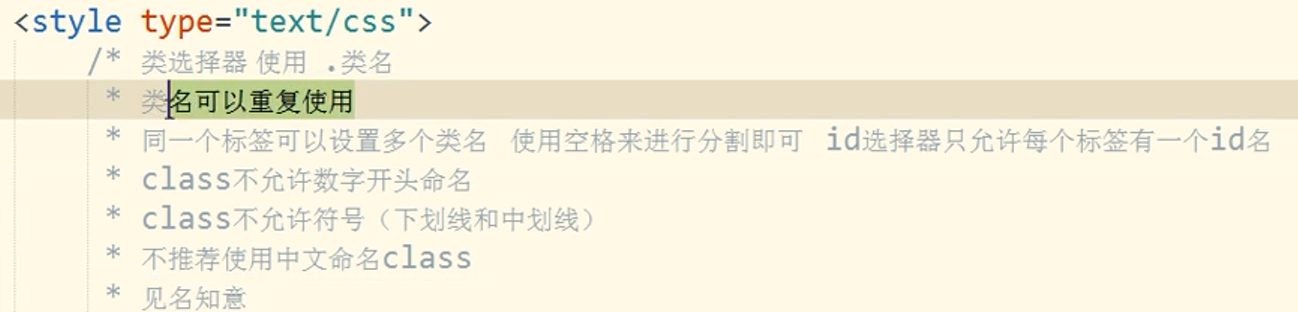 <style type="text/css">
/* 类选择器 使用 .类名
* 类名可以重复使用
* 同一个标签可以设置多个类名 使用空格来进行分割即可 id选择器只允许每个标签有一个id名
* class不允许数字开头命名
* class不允许符号（下划线和中划线）
* 不推荐使用中文命名class
* 见名知意